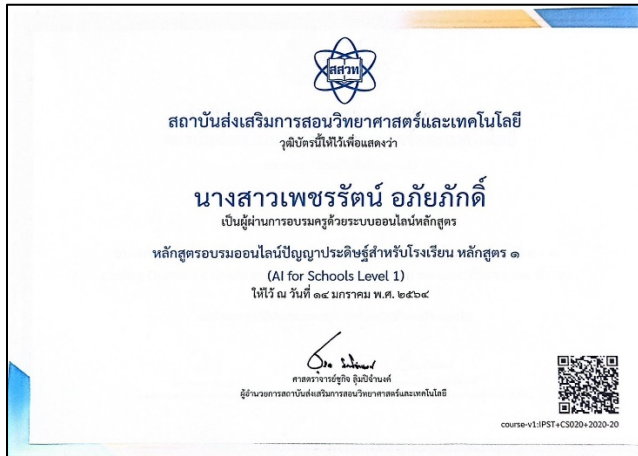 สสวท
สถาบันส่งเสริมการสอนวิทยาศาสตร์และเทคโนโลยี
วุฒิบัตรนี้ให้ไว้เพื่อแสดงว่า
นางสาวเพชรรัตน์ อภัยภักดิ์
เป็นผู้ผ่านการอบรมครูด้วยระบบออนไลน์หลักสูตร
หลักสูตรอบรมออนไลน์ปัญญาประดิษฐ์สำหรับโรงเรียน หลักสูตร ๑
(AI for Schools Level 1)
ให้ไว้ ณ วันที่ ๑๔ มกราคม พ.ศ. ๒๕๖๔
ศาสตราจารย์ชูกิจ ลิมปิจำนงค์
ผู้อำนวยการสถาบันส่งเสริมการสอนวิทยาศาสตร์และเทคโนโลยี
course-v1:IPST+CS020+2020-20